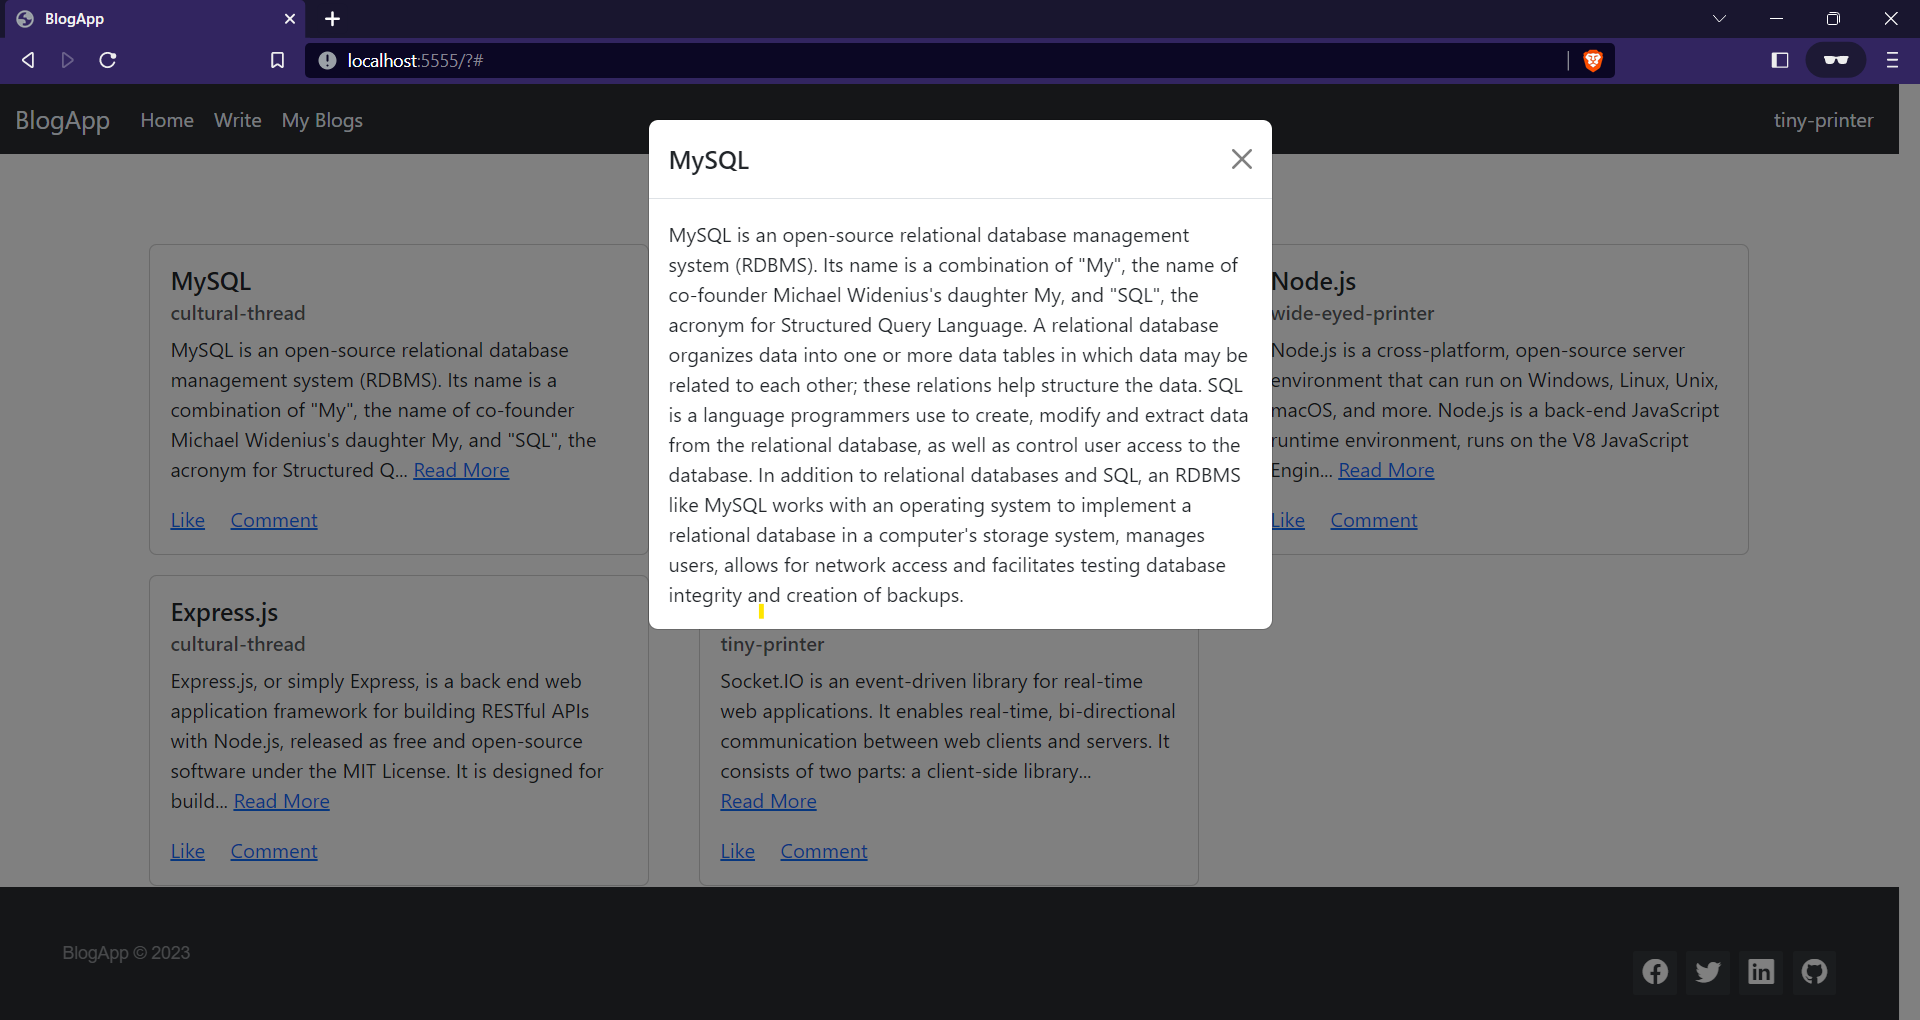 BlogApp
localhost:5555/?#
BlogApp Home Write My Blogs
tiny-printer
MySQL
MySQL is an open-source relational database management
system (RDBMS). Its name is a combination of "My", the name of
co-founder Michael Widenius's daughter My, and "SQL", the
acronym for Structured Query Language. A relational database
organizes data into one or more data tables in which data may be
related to each other; these relations help structure the data. SQL
is a language programmers use to create, modify and extract data
from the relational database, as well as control user access to the
database. In addition to relational databases and SQL, an RDBMS
like MySQL works with an operating system to implement a
relational database in a computer's storage system, manages
users, allows for network access and facilitates testing database
integrity and creation of backups.
MySQL
cultural-thread
MySQL is an open-source relational database
management system (RDBMS). Its name is a
combination of "My", the name of co-founder
Michael Widenius's daughter My, and "SQL", the
acronym for Structured Q... Read More
Like Comment
Node.js
wide-eyed-printer
Node.js is a cross-platform, open-source server
environment that can run on Windows, Linux, Unix,
macOS, and more. Node.js is a back-end JavaScript
runtime environment, runs on the V8 JavaScript
Engin... Read More
Like Comment
Express.js
cultural-thread
Express.js, or simply Express, is a back end web
application framework for building RESTful APIs
with Node.js, released as free and open-source
software under the MIT License. It is designed for
build... Read More
Like Comment
tiny-printer
Socket.IO is an event-driven library for real-time
web applications. It enables real-time, bi-directional
communication between web clients and servers. It
consists of two parts: a client-side library...
Read More
Like Comment
BlogApp © 2023